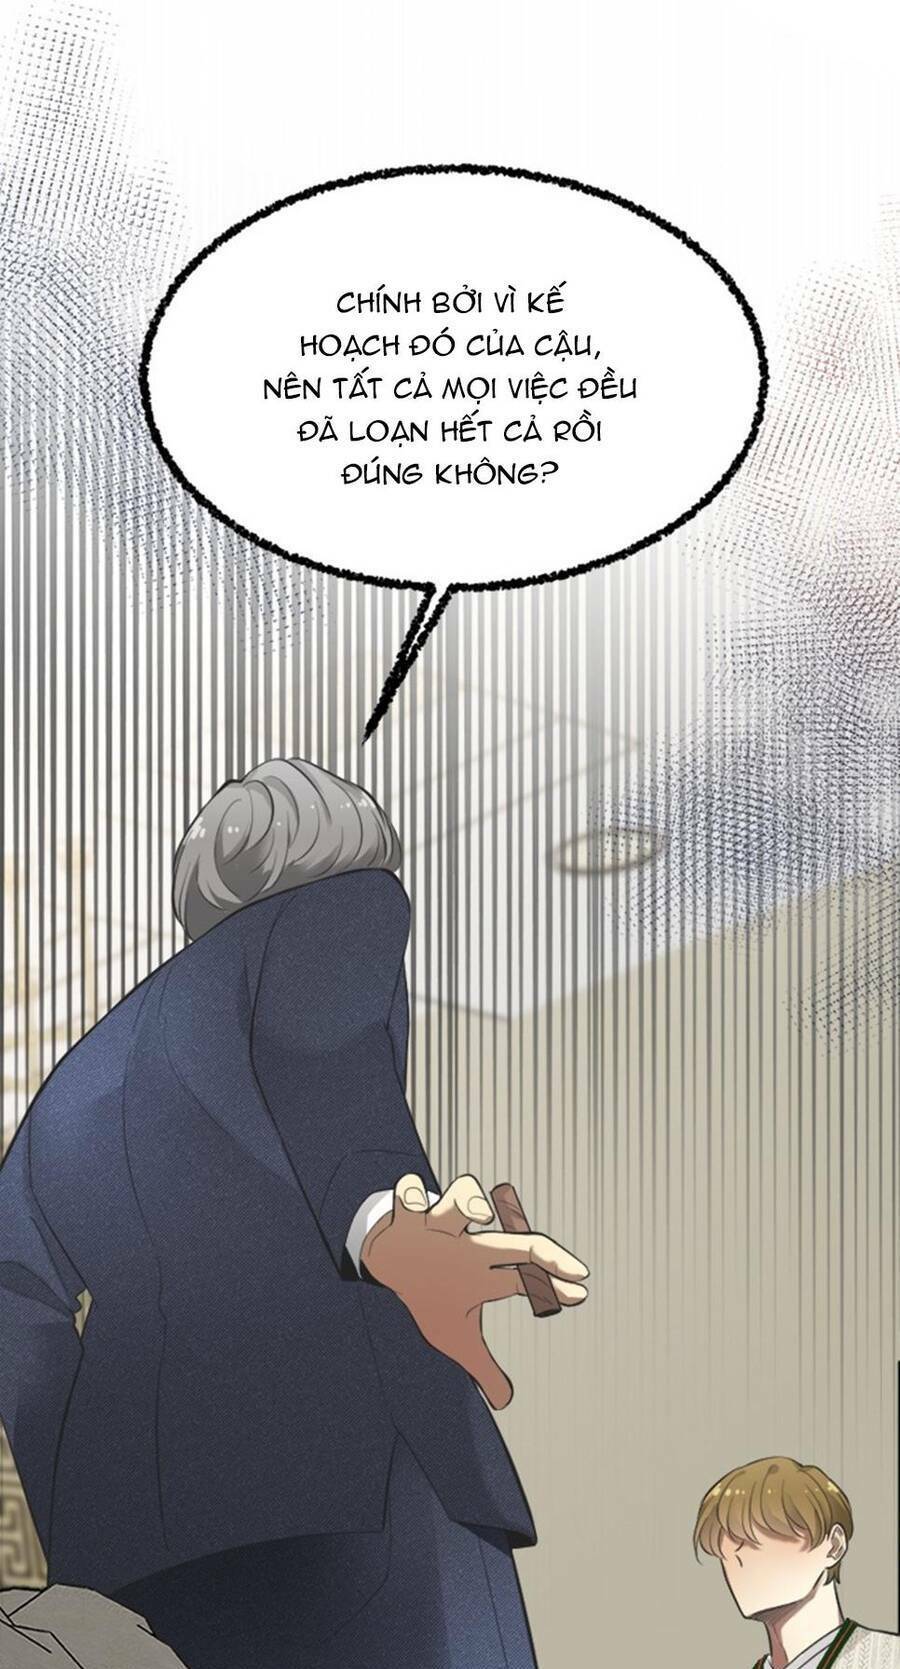 CHÍNH BỞI VÌ KẾ
HOẠCH ĐÓ CỦA CẬU,
NÊN TẤT CẢ MỌI VIỆC ĐỀU
ĐÃ LOẠN HẾT CẢ RỒI
ĐÚNG KHÔNG?